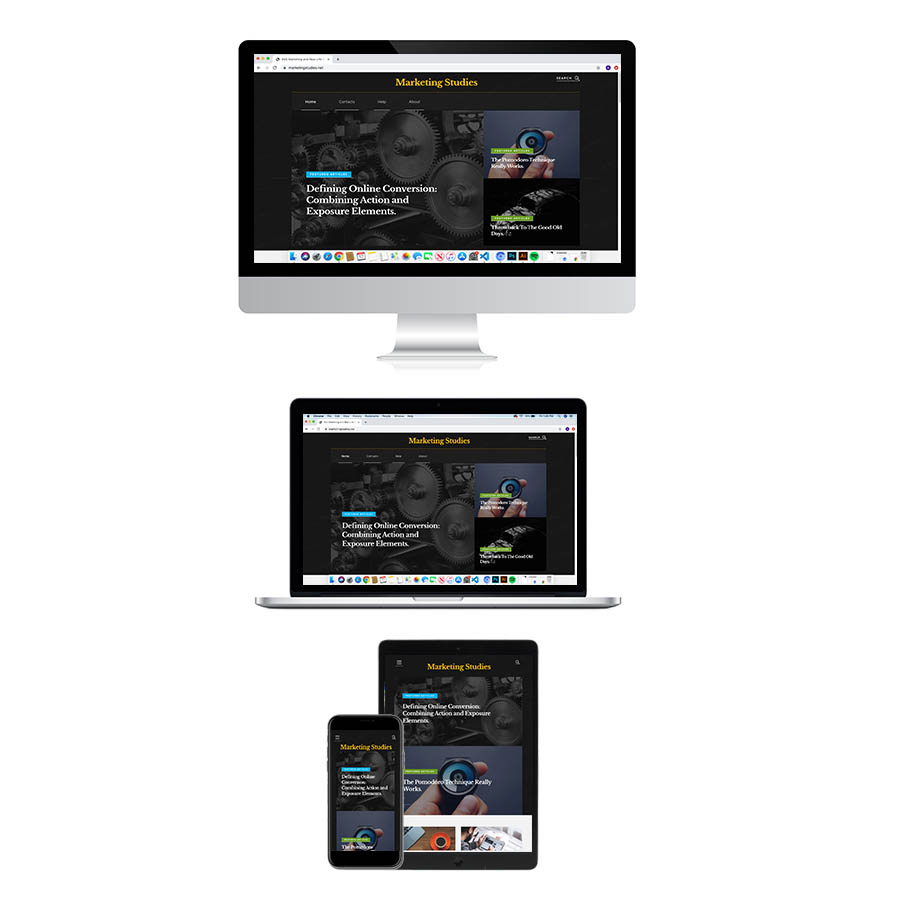 marketingstudies.net
Marketing Studies
SEARCH
Home
Contacts
Help
About
FEATURED ARTICLES
Defining Online Conversion:
Combining Action and
Exposure Elements.
FEATURED ARTICLES
The Pomodoro Technique
Really Works.
FEATURED ARTICLES
Throwback To The Good Old
Days.
Marketing Studies
SEARCH
Home
Contacts
Help
About
FEATURED ARTICLES
Defining Online Conversion:
Combining Action and
Exposure Elements.
FEATURED ARTICLES
The Pomodoro Technique
Really Works.
FEATURED ARTICLES
Throwback To The Good Old
Days.
Marketing Studies
FEATURED ARTICLES
Defining Online Conversion:
Combining Action and Exposure
Elements.
FEATURED ARTICLES
The Pomodoro Technique Really
Works.
Marketing Studies
FEATURED ARTICLES
Defining Online
Conversion:
Combining Action and
Exposure Elements.
FEATURED ARTICLES
The Pomodoro